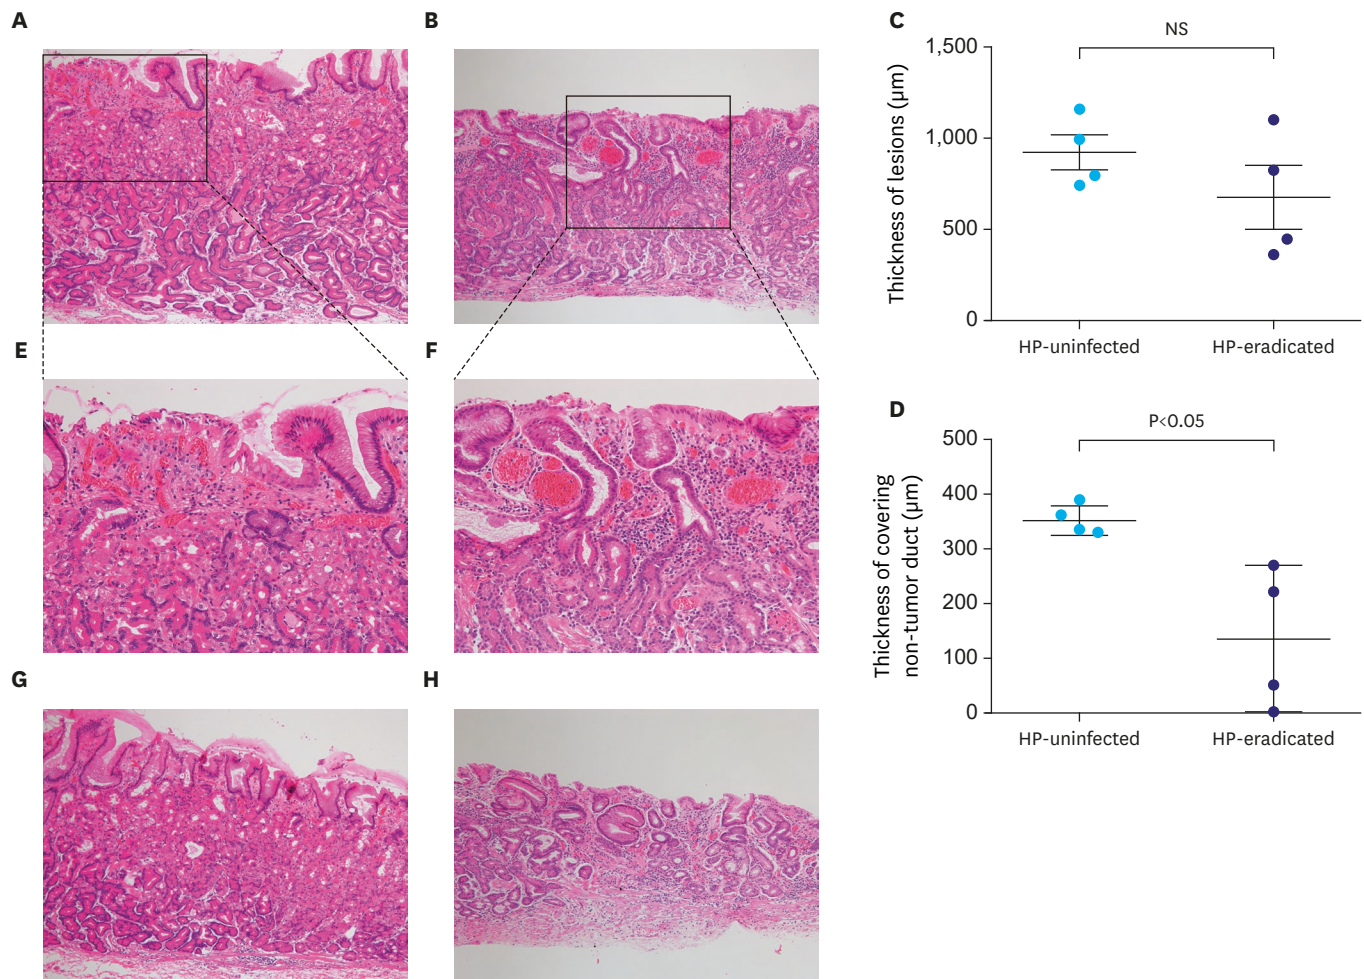 A
B
C
NS
1,500
1,000
500
0
Thickness of lesions (µm)
HP-uninfected
HP-eradicated
E
F
D
P<0.05
500
400
300
200
100
0
Thickness of covering
non-tumor duct (µm)
HP-uninfected
HP-eradicated
G
H